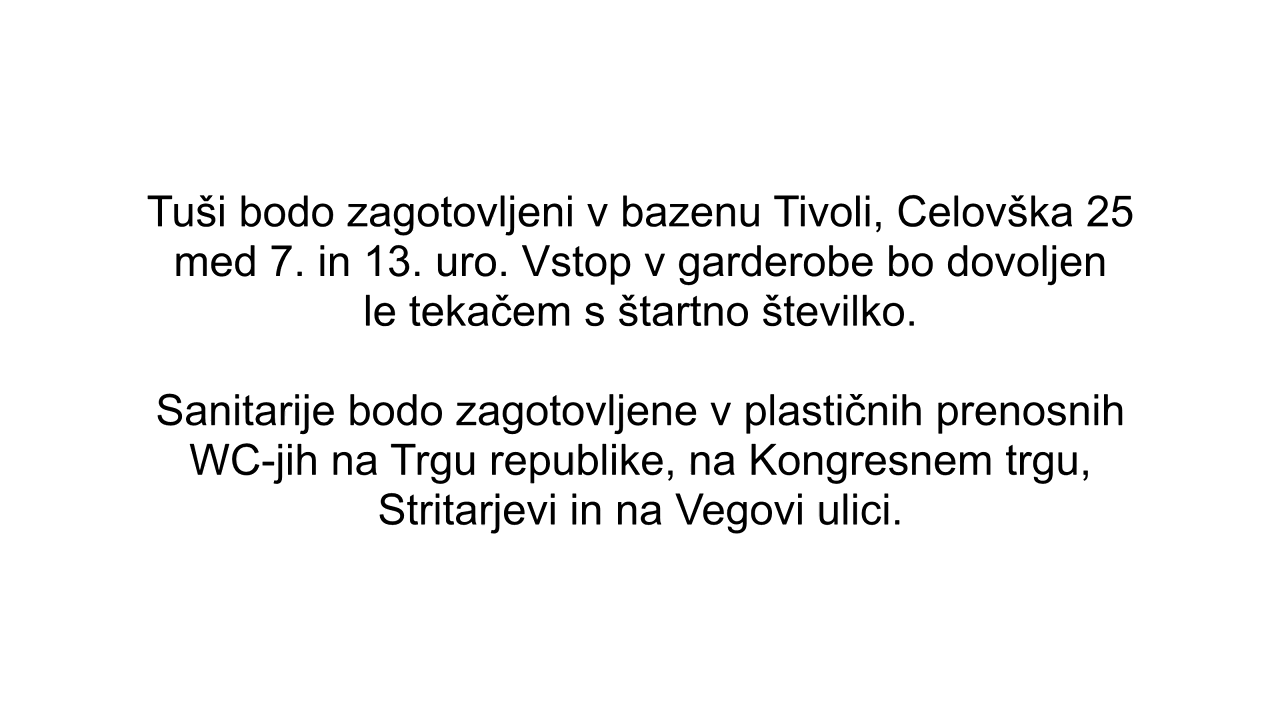 Tuši bodo zagotovljeni v bazenu Tivoli, Celovška 25
med 7. in 13. uro. Vstop v garderobe bo dovoljen
le tekačem s štartno številko.
Sanitarije bodo zagotovljene v plastičnih prenosnih
WC-jih na Trgu republike, na Kongresnem trgu,
Stritarjevi in na Vegovi ulici.